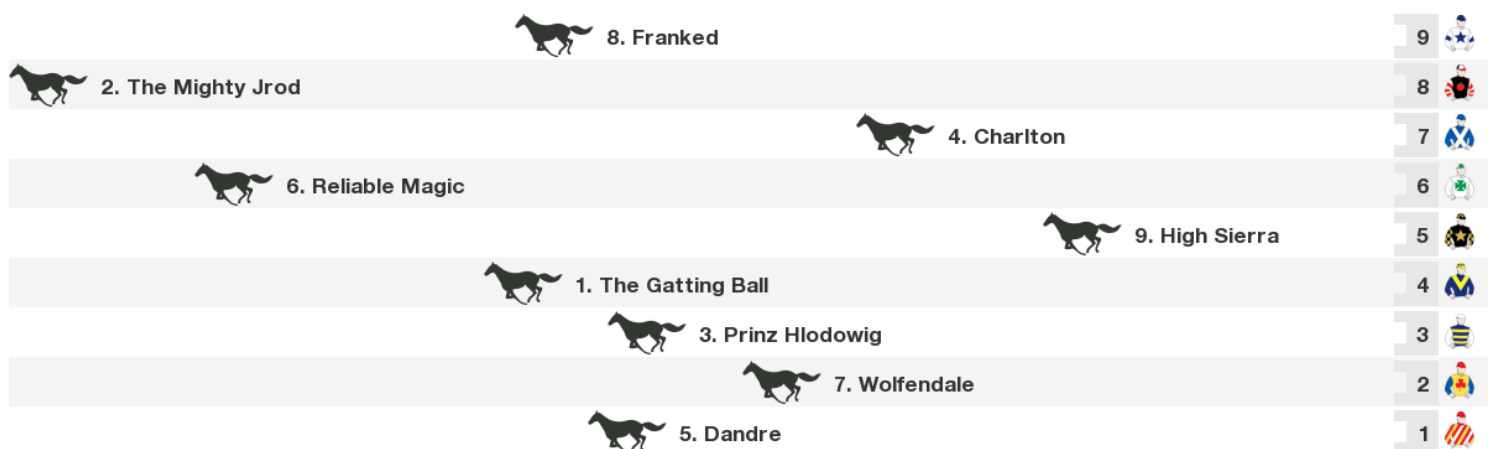 8. Franked 9
2. The Mighty Jrod 8
4. Charlton 7
6. Reliable Magic 6
9. High Sierra 5
1. The Gatting Ball 4
3. Prinz Hlodowig 3
7. Wolfendale 2
5. Dandre 1